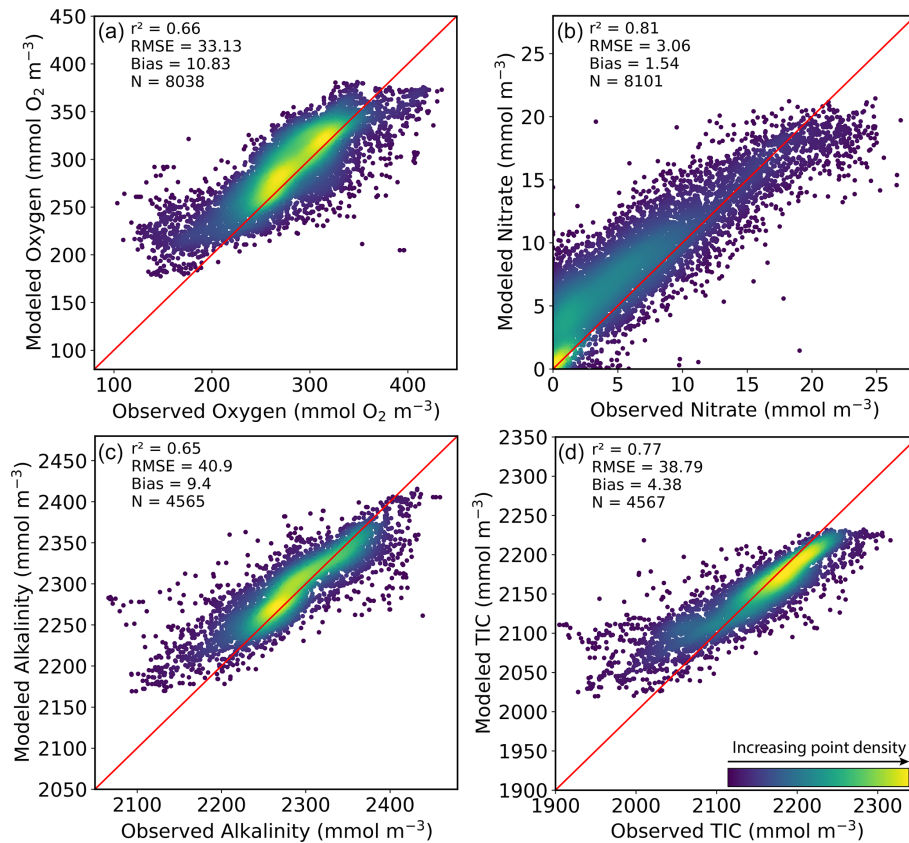 (a)
r² = 0.66
RMSE = 33.13
Bias = 10.83
N = 8038
450
400
350
300
250
200
150
100
Modeled Oxygen (mmol O₂ m⁻³)
100 200 300 400
Observed Oxygen (mmol O₂ m⁻³)
(b)
r² = 0.81
RMSE = 3.06
Bias = 1.54
N = 8101
25
20
15
10
5
0
Modeled Nitrate (mmol m⁻³)
0 5 10 15 20 25
Observed Nitrate (mmol m⁻³)
(c)
r² = 0.65
RMSE = 40.9
Bias = 9.4
N = 4565
2450
2400
2350
2300
2250
2200
2150
2100
2050
Modeled Alkalinity (mmol m⁻³)
2100 2200 2300 2400
Observed Alkalinity (mmol m⁻³)
(d)
r² = 0.77
RMSE = 38.79
Bias = 4.38
N = 4567
2350
2300
2250
2200
2150
2100
2050
2000
1950
1900
Modeled TIC (mmol m⁻³)
Increasing point density
1900 2000 2100 2200 2300
Observed TIC (mmol m⁻³)